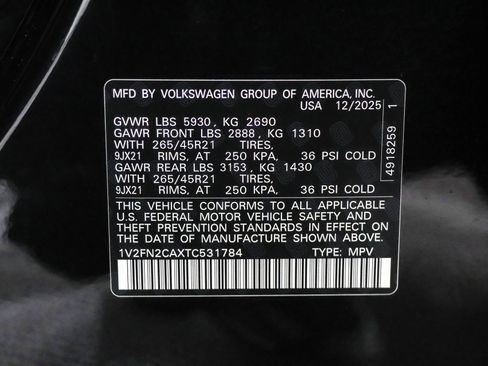 MFD BY VOLKSWAGEN GROUP OF AMERICA, INC.
USA 12/2025
GVWR LBS 5930, KG 2690
GAWR FRONT LBS 2888, KG 1310
WITH 265/45R21 TIRES,
9JX21 RIMS, AT 250 KPA, 36 PSI COLD
GAWR REAR LBS 3153, KG 1430
WITH 265/45R21 TIRES,
9JX21 RIMS, AT 250 KPA, 36 PSI COLD
THIS VEHICLE CONFORMS TO ALL APPLICABLE
U.S. FEDERAL MOTOR VEHICLE SAFETY AND
THEFT PREVENTION STANDARDS IN EFFECT
ON THE DATE OF MANUFACTURE SHOWN ABOVE.
1V2FN2CAXTC531784 TYPE: MPV
4918259 1